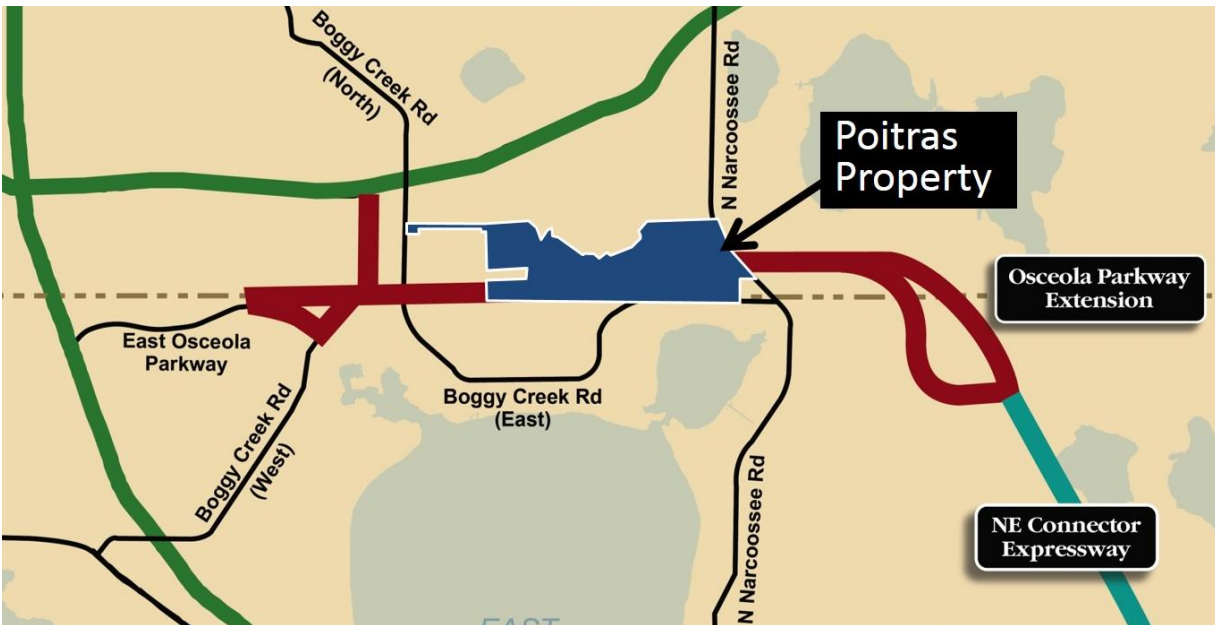 Boggy Creek Rd
(North)
N Narcoossee Rd
Poitras
Property
Osceola Parkway
Extension
East Osceola
Parkway
Boggy Creek Rd
(East)
Boggy Creek Rd
(West)
N Narcoossee Rd
NE Connector
Expressway
EAST